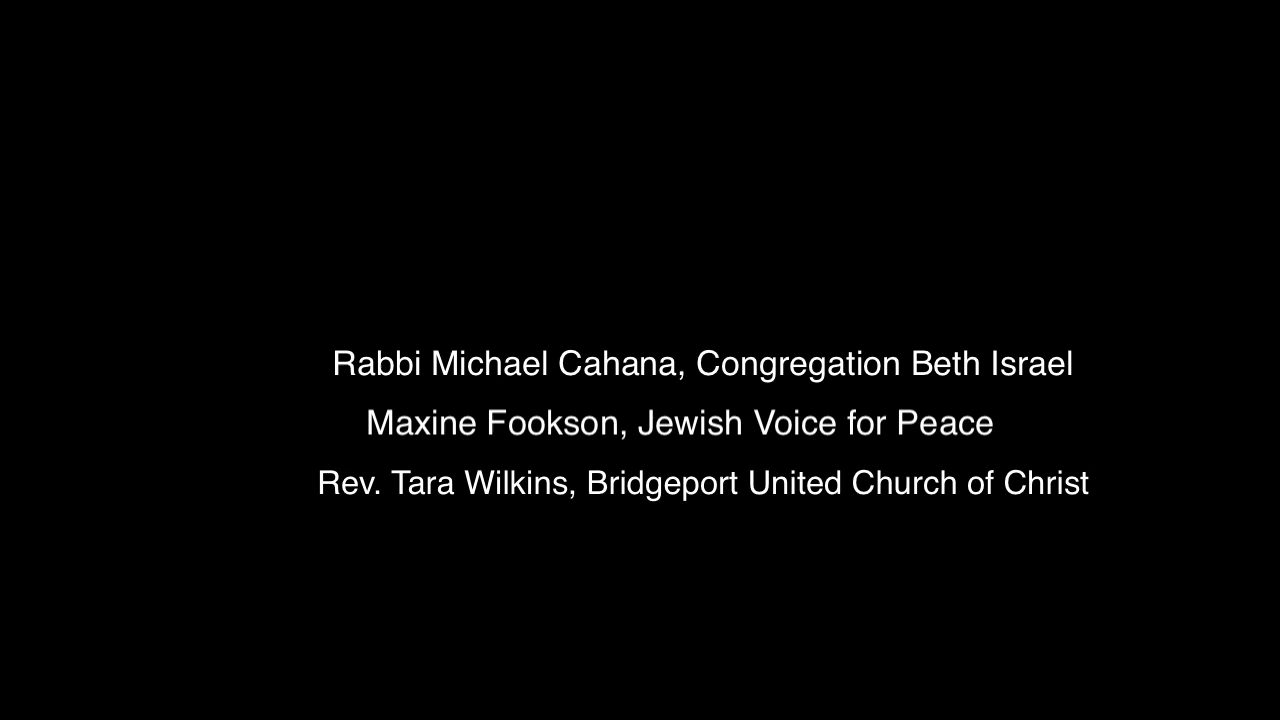 Rabbi Michael Cahana, Congregation Beth Israel
Maxine Fookson, Jewish Voice for Peace
Rev. Tara Wilkins, Bridgeport United Church of Christ